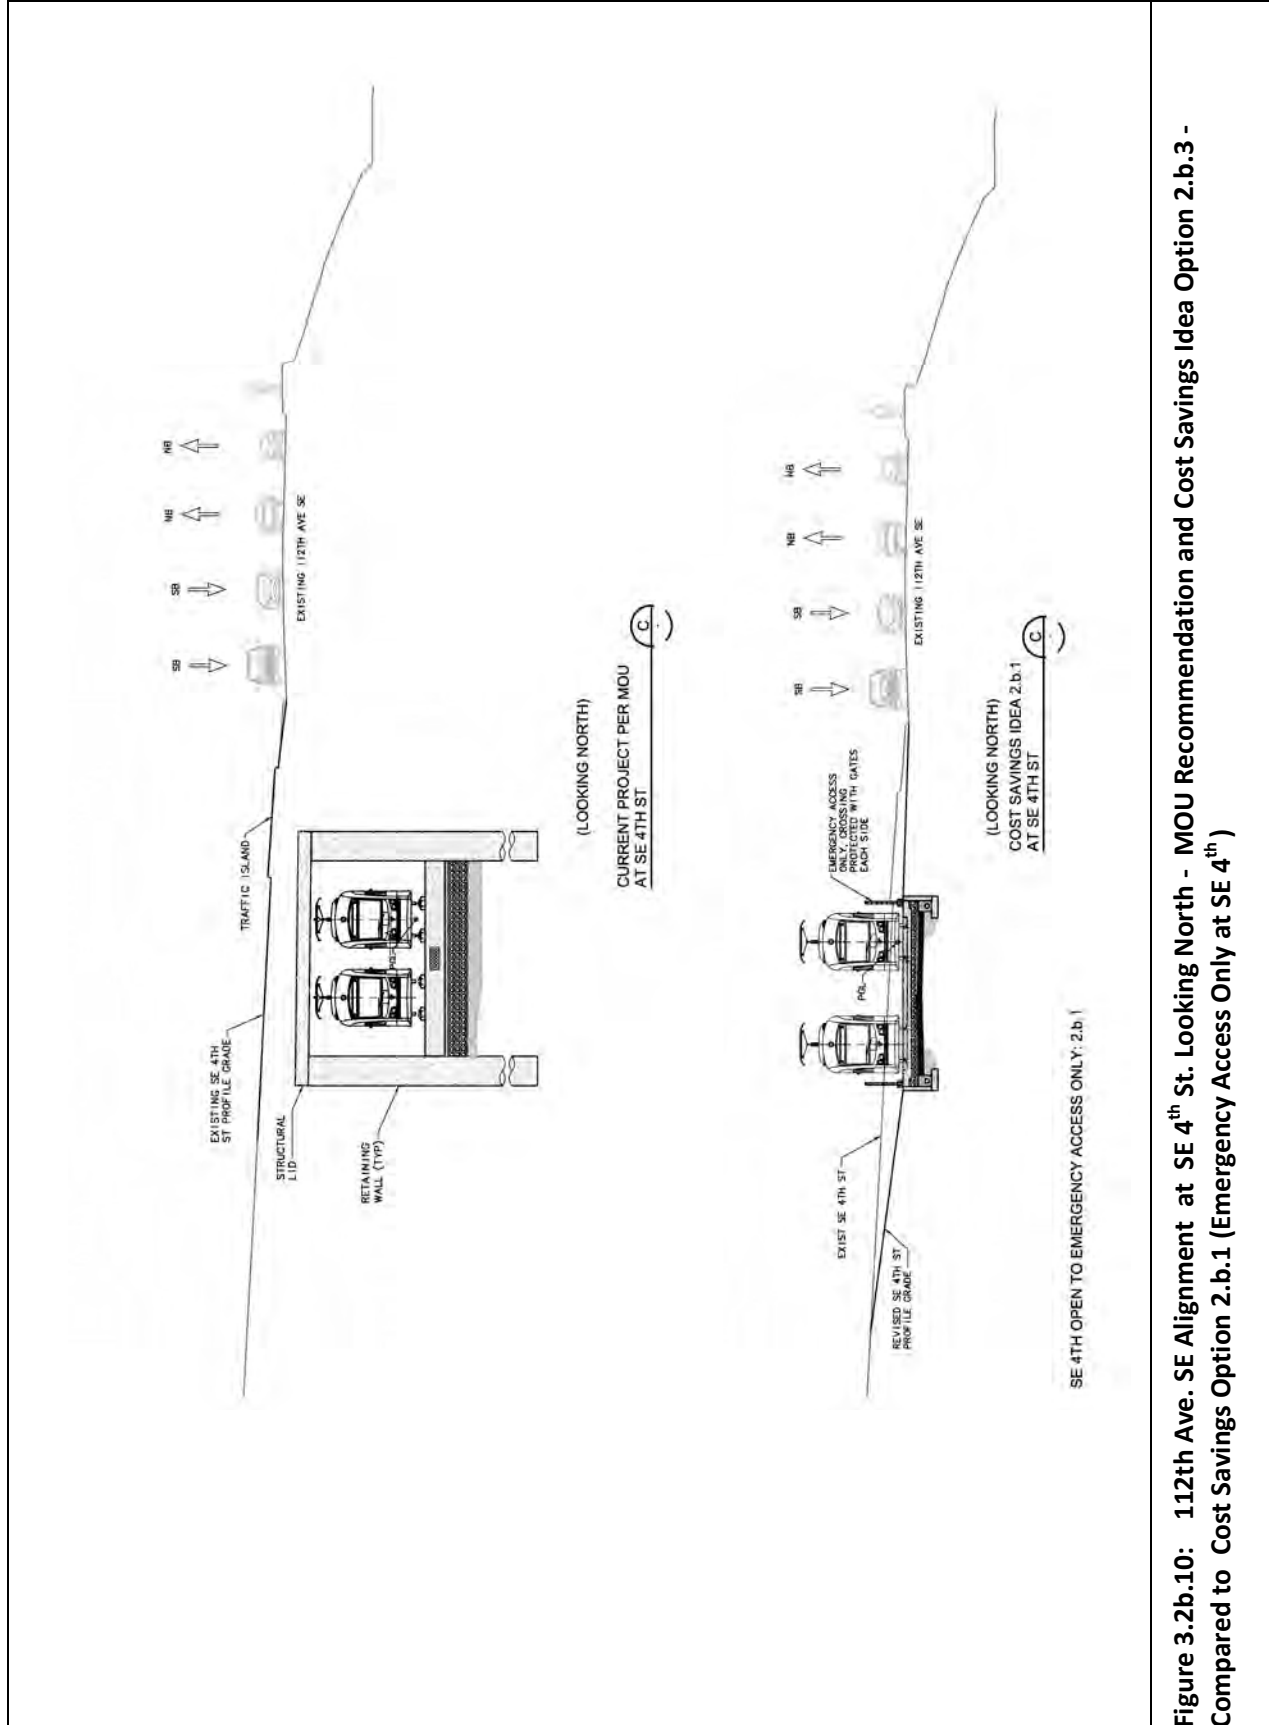 SB
SB
NB
NB
TRAFFIC ISLAND
EXISTING SE 4TH
ST PROFILE GRADE
STRUCTURAL
LID
RETAINING
WALL (TYP)
PGL
EXISTING 112TH AVE SE
(LOOKING NORTH)
CURRENT PROJECT PER MOU
AT SE 4TH ST
C
SB
SB
NB
NB
EMERGENCY ACCESS
ONLY, CROSSING
PROTECTED WITH GATES
EACH SIDE
EXIST SE 4TH ST
REVISED SE 4TH ST
PROFILE GRADE
PGL
EXISTING 112TH AVE SE
(LOOKING NORTH)
COST SAVINGS IDEA 2.b.1
AT SE 4TH ST
C
SE 4TH OPEN TO EMERGENCY ACCESS ONLY: 2.b.1
Figure 3.2b.10: 112th Ave. SE Alignment at SE 4th St. Looking North - MOU Recommendation and Cost Savings Idea Option 2.b.3 -
Compared to Cost Savings Option 2.b.1 (Emergency Access Only at SE 4th)